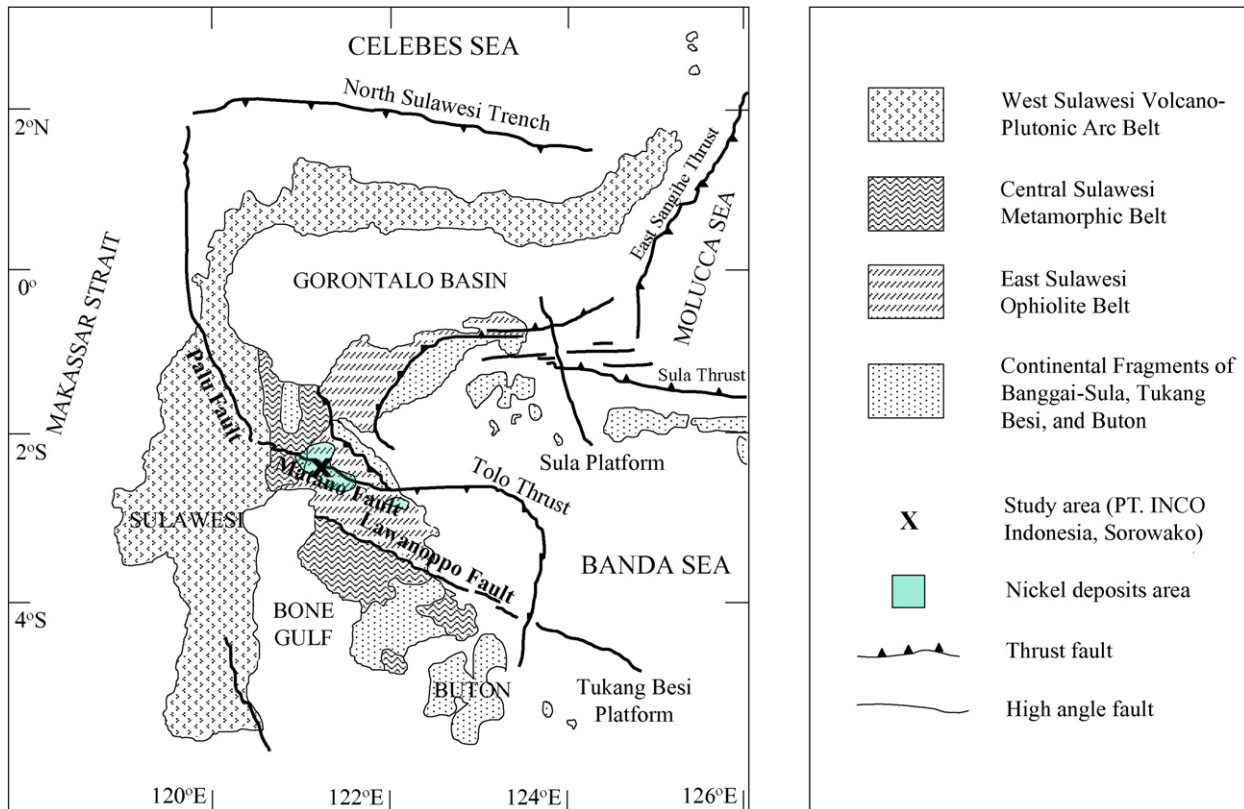 CELEBES SEA
North Sulawesi Trench
2°N
East Sangihe Thrust
MOLUCCA SEA
MAKASSAR STRAIT
0°
GORONTALO BASIN
Palu Fault
Sula Thrust
2°S
Sula Platform
Matano Fault
Tolo Thrust
SULAWESI
Lawanoppo Fault
BANDA SEA
4°S
BONE
GULF
BUTON
Tukang Besi
Platform
120°E
122°E
124°E
126°E
West Sulawesi Volcano-
Plutonic Arc Belt
Central Sulawesi
Metamorphic Belt
East Sulawesi
Ophiolite Belt
Continental Fragments of
Banggai-Sula, Tukang
Besi, and Buton
X
Study area (PT. INCO
Indonesia, Sorowako)
Nickel deposits area
Thrust fault
High angle fault